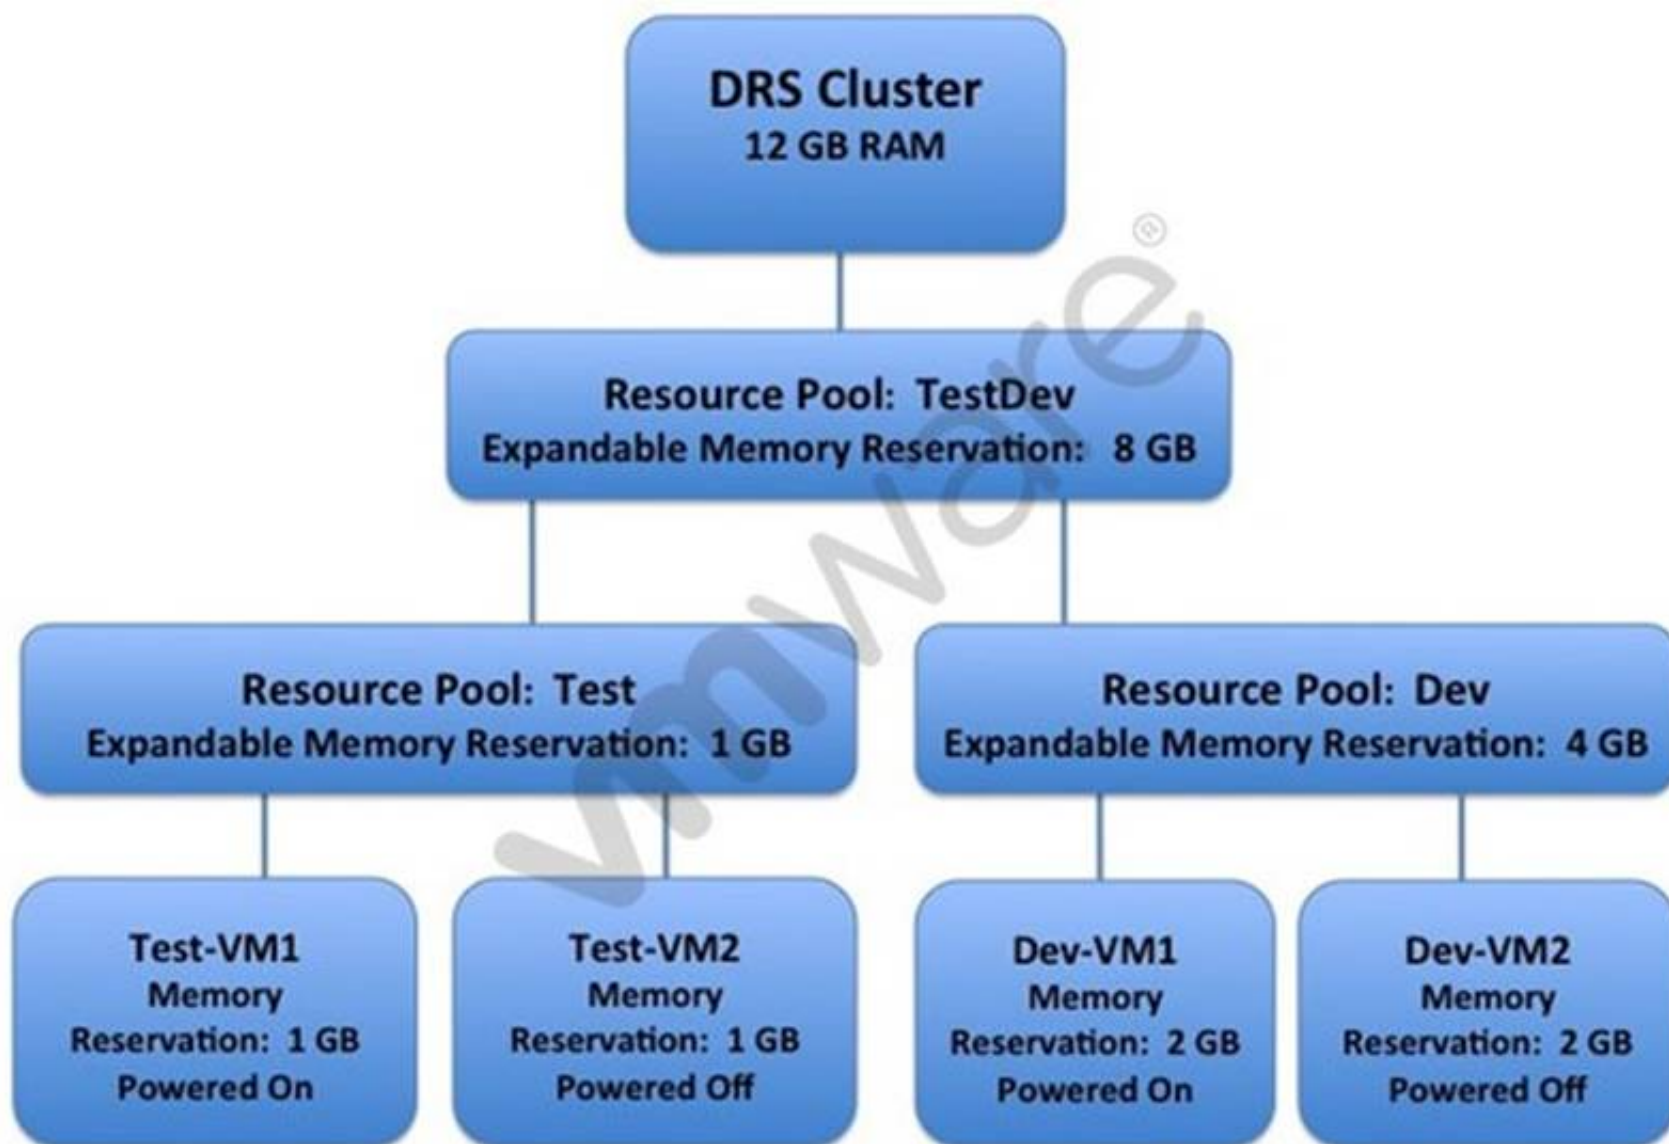 DRS Cluster
12 GB RAM
Resource Pool: TestDev
Expandable Memory Reservation: 8 GB
Resource Pool: Test
Expandable Memory Reservation: 1 GB
Resource Pool: Dev
Expandable Memory Reservation: 4 GB
Test-VM1
Memory
Reservation: 1 GB
Powered On
Test-VM2
Memory
Reservation: 1 GB
Powered Off
Dev-VM1
Memory
Reservation: 2 GB
Powered On
Dev-VM2
Memory
Reservation: 2 GB
Powered Off
vmware®